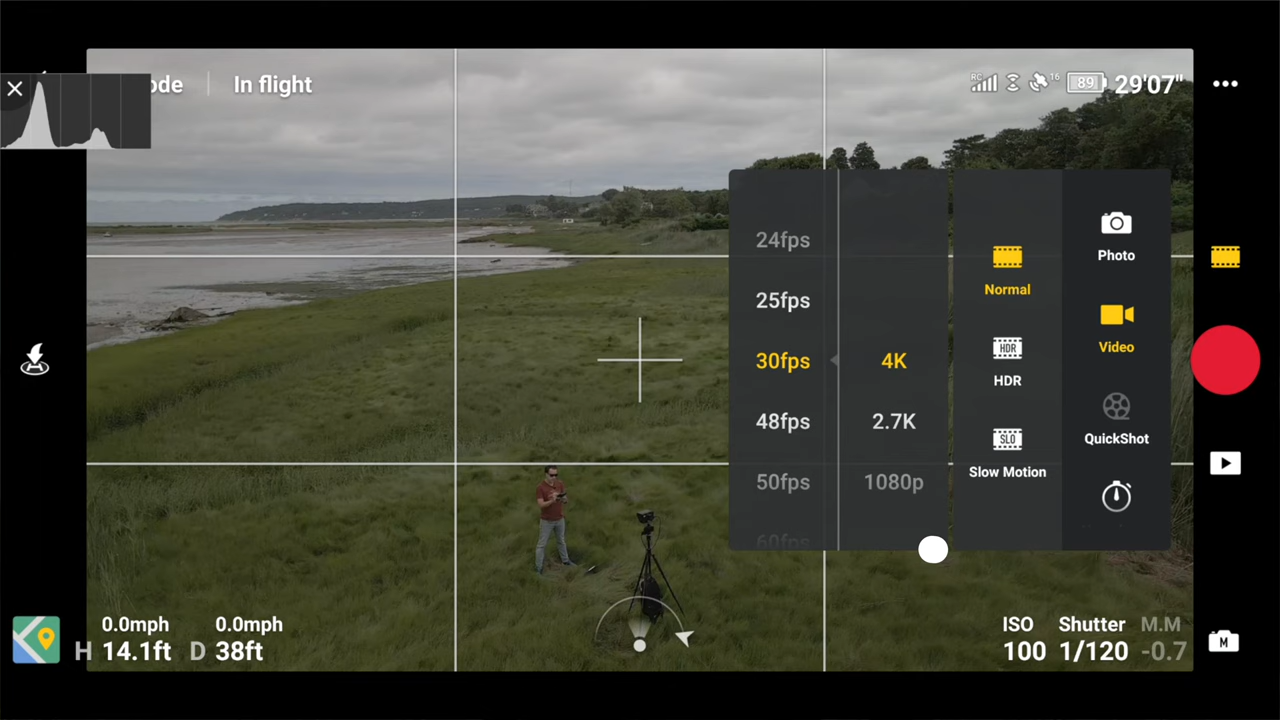 ode
In flight
RC
16
89
29'07"
24fps
25fps
30fps
48fps
50fps
60fps
4K
2.7K
1080p
Normal
HDR
HDR
SLO
Slow Motion
Photo
Video
QuickShot
0.0mph 0.0mph
H 14.1ft D 38ft
ISO Shutter M.M
100 1/120 -0.7
M